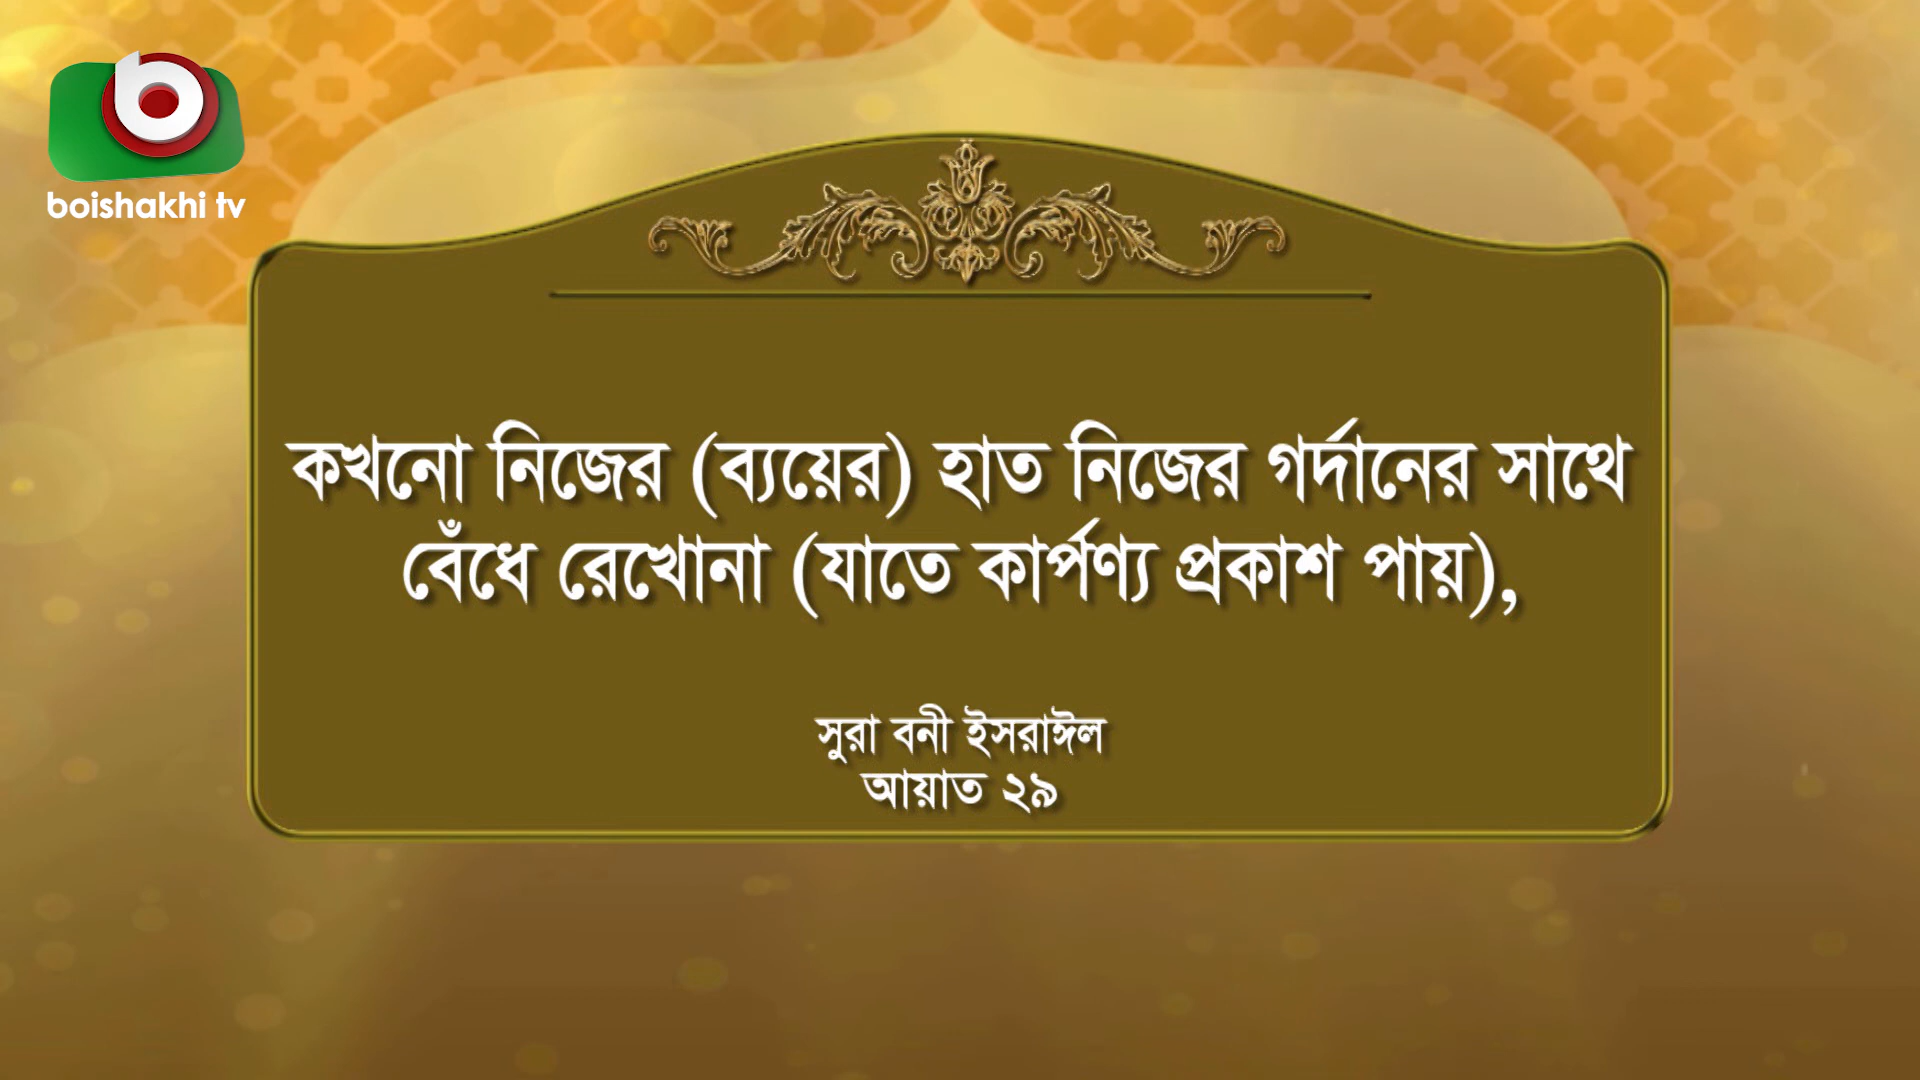 boishakhi tv
কখনো নিজের (ব্যয়ের) হাত নিজের গর্দানের সাথে
বেঁধে রেখোনা (যাতে কার্পণ্য প্রকাশ পায়),
সুরা বনী ইসরাঈল
আয়াত ২৯